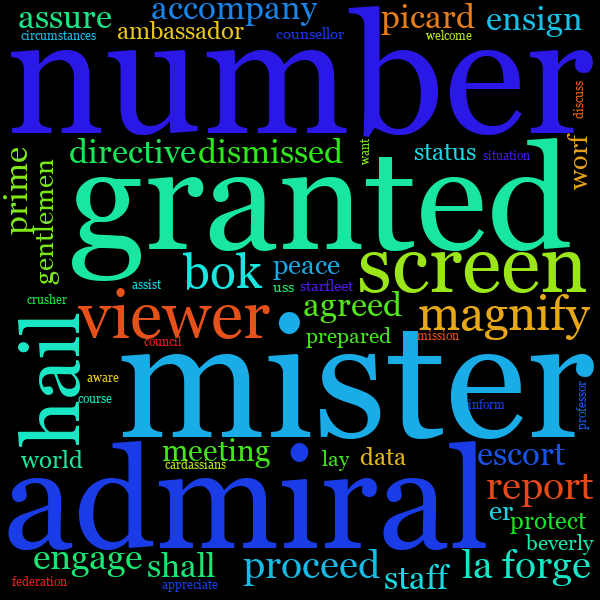 assure
accompany
picard
ensign
circumstances
ambassador
counsellor
welcome
number
discuss
directive
dismissed
want
status
situation
worf
prime
gentlemen
granted
bok
peace
screen
assist
uss
starfleet
crusher
viewer
agreed
magnify
hail
council
prepared
mission
mister
aware
course
inform
professor
world
meeting
cardassians
lay
data
escort
admiral
report
er
protect
engage
shall
proceed
staff
la forge
beverly
federation
appreciate